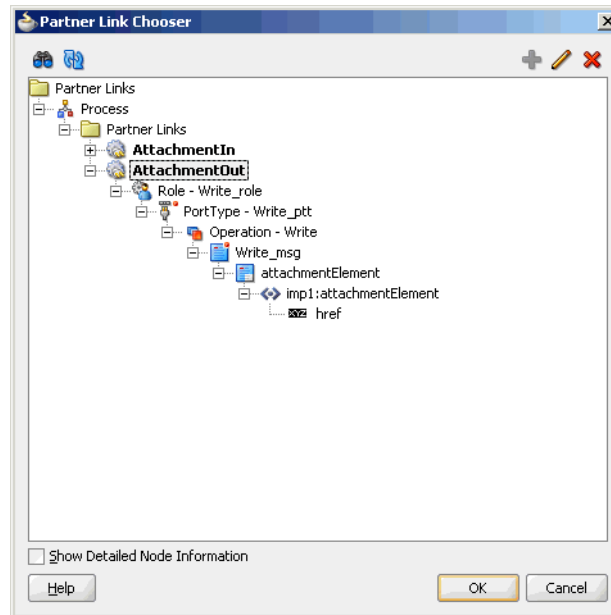 Partner Link Chooser
Partner Links
Process
Partner Links
AttachmentIn
AttachmentOut
Role - Write_role
PortType - Write_ptt
Operation - Write
Write_msg
attachmentElement
imp1:attachmentElement
XYZ href
Show Detailed Node Information
Help OK Cancel